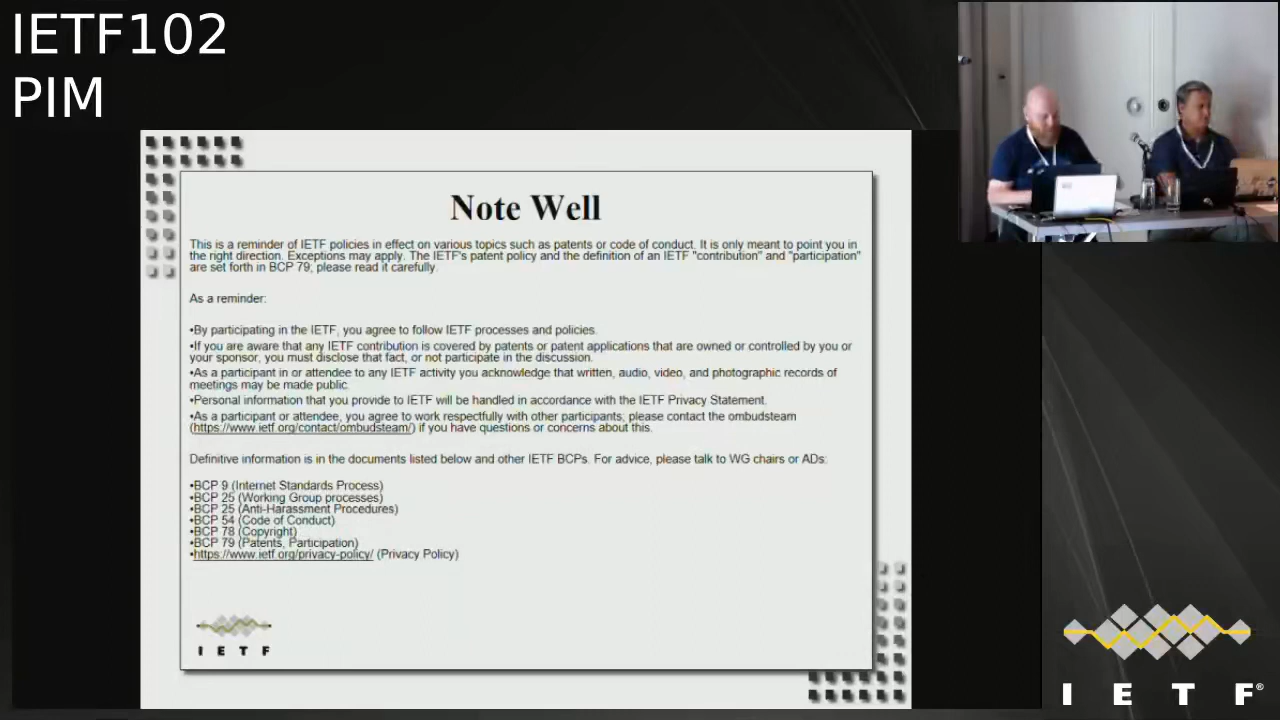 IETF102
PIM
Note Well
This is a reminder of IETF policies in effect on various topics such as patents or code of conduct. It is only meant to point you in
the right direction. Exceptions may apply. The IETF's patent policy and the definition of an IETF "contribution" and "participation"
are set forth in BCP 79; please read it carefully.
As a reminder:
•By participating in the IETF, you agree to follow IETF processes and policies.
•If you are aware that any IETF contribution is covered by patents or patent applications that are owned or controlled by you or
your sponsor, you must disclose that fact, or not participate in the discussion.
•As a participant in or attendee to any IETF activity you acknowledge that written, audio, video, and photographic records of
meetings may be made public.
•Personal information that you provide to IETF will be handled in accordance with the IETF Privacy Statement.
•As a participant or attendee, you agree to work respectfully with other participants; please contact the ombudsteam
(https://www.ietf.org/contact/ombudsteam/) if you have questions or concerns about this.
Definitive information is in the documents listed below and other IETF BCPs. For advice, please talk to WG chairs or ADs:
•BCP 9 (Internet Standards Process)
•BCP 25 (Working Group processes)
•BCP 25 (Anti-Harassment Procedures)
•BCP 54 (Code of Conduct)
•BCP 78 (Copyright)
•BCP 79 (Patents, Participation)
•https://www.ietf.org/privacy-policy/ (Privacy Policy)
I E T F
I E T F®